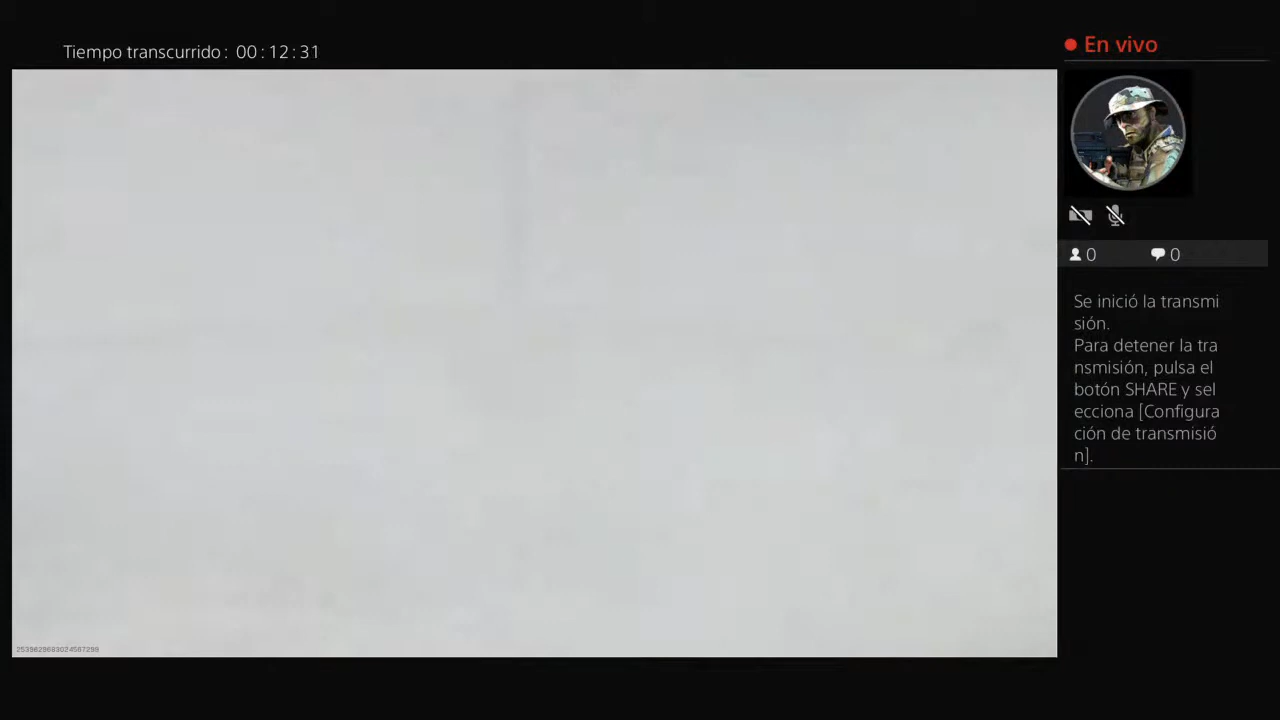 Tiempo transcurrido: 00:12:31
En vivo
0
0
Se inició la transmi
sión.
Para detener la tra
nsmisión, pulsa el
botón SHARE y sel
ecciona [Configura
ción de transmisió
n].